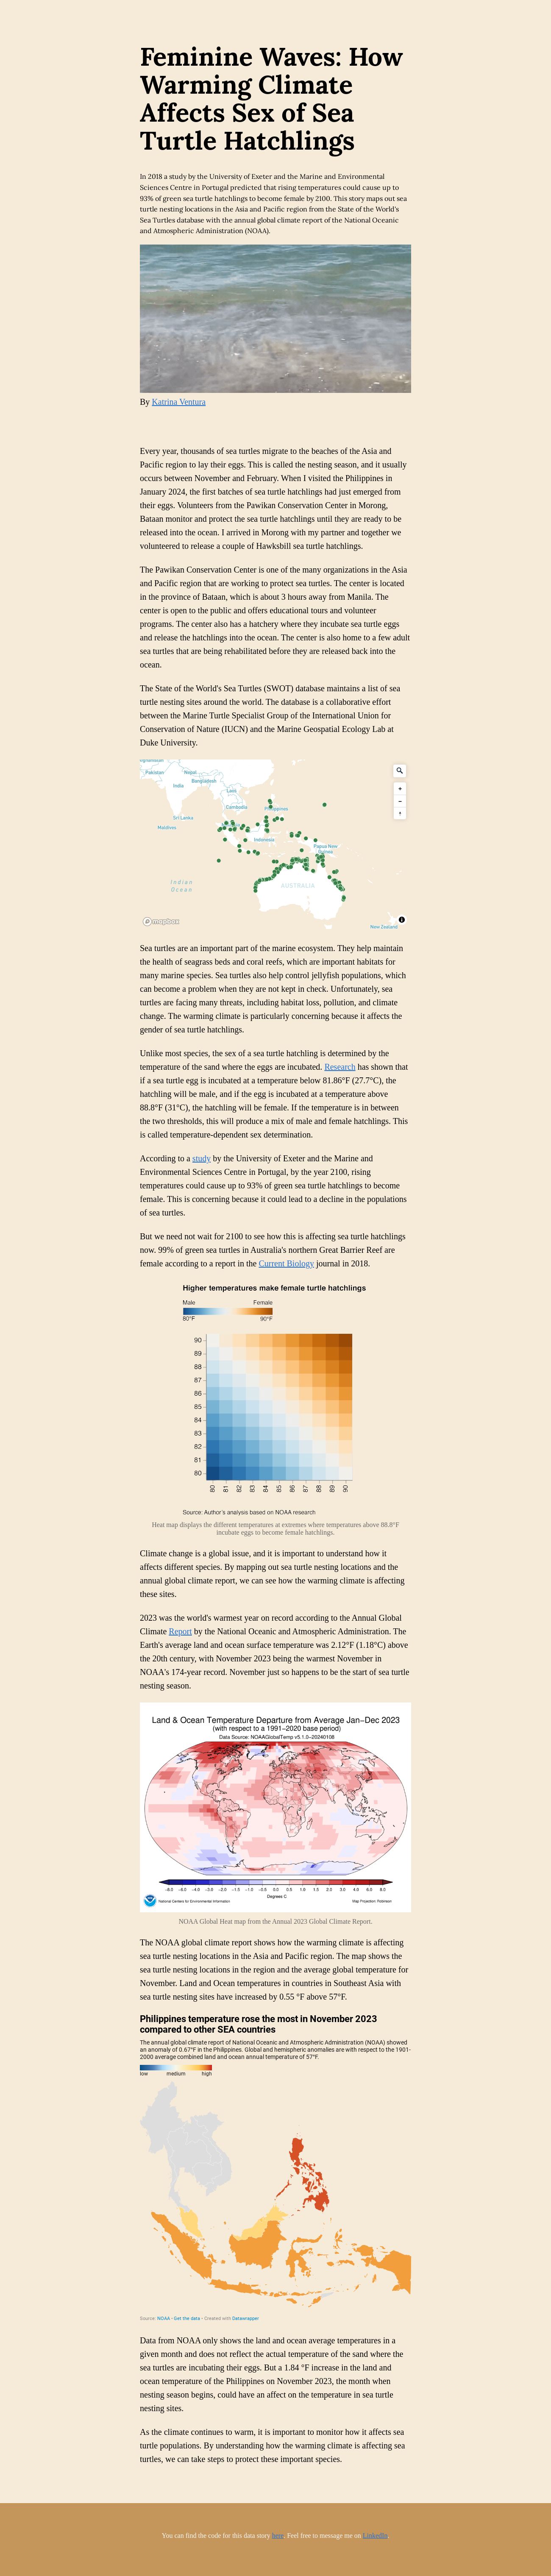 Feminine Waves: How
Warming Climate
Affects Sex of Sea
Turtle Hatchlings
In 2018 a study by the University of Exeter and the Marine and Environmental
Sciences Centre in Portugal predicted that rising temperatures could cause up to
93% of green sea turtle hatchlings to become female by 2100. This story maps out sea
turtle nesting locations in the Asia and Pacific region from the State of the World's
Sea Turtles database with the annual global climate report of the National Oceanic
and Atmospheric Administration (NOAA).
By Katrina Ventura
Every year, thousands of sea turtles migrate to the beaches of the Asia and
Pacific region to lay their eggs. This is called the nesting season, and it usually
occurs between November and February. When I visited the Philippines in
January 2024, the first batches of sea turtle hatchlings had just emerged from
their eggs. Volunteers from the Pawikan Conservation Center in Morong,
Bataan monitor and protect the sea turtle hatchlings until they are ready to be
released into the ocean. I arrived in Morong with my partner and together we
volunteered to release a couple of Hawksbill sea turtle hatchlings.
The Pawikan Conservation Center is one of the many organizations in the Asia
and Pacific region that are working to protect sea turtles. The center is located
in the province of Bataan, which is about 3 hours away from Manila. The
center is open to the public and offers educational tours and volunteer
programs. The center also has a hatchery where they incubate sea turtle eggs
and release the hatchlings into the ocean. The center is also home to a few adult
sea turtles that are being rehabilitated before they are released back into the
ocean.
The State of the World's Sea Turtles (SWOT) database maintains a list of sea
turtle nesting sites around the world. The database is a collaborative effort
between the Marine Turtle Specialist Group of the International Union for
Conservation of Nature (IUCN) and the Marine Geospatial Ecology Lab at
Duke University.
Pakistan
Nepal
Bangladesh
India
Laos
Cambodia
Philippines
Sri Lanka
Maldives
Indonesia
Papua New
Guinea
Indian
Ocean
AUSTRALIA
mapbox
New Zealand
Sea turtles are an important part of the marine ecosystem. They help maintain
the health of seagrass beds and coral reefs, which are important habitats for
many marine species. Sea turtles also help control jellyfish populations, which
can become a problem when they are not kept in check. Unfortunately, sea
turtles are facing many threats, including habitat loss, pollution, and climate
change. The warming climate is particularly concerning because it affects the
gender of sea turtle hatchlings.
Unlike most species, the sex of a sea turtle hatchling is determined by the
temperature of the sand where the eggs are incubated. Research has shown that
if a sea turtle egg is incubated at a temperature below 81.86°F (27.7°C), the
hatchling will be male, and if the egg is incubated at a temperature above
88.8°F (31°C), the hatchling will be female. If the temperature is in between
the two thresholds, this will produce a mix of male and female hatchlings. This
is called temperature-dependent sex determination.
According to a study by the University of Exeter and the Marine and
Environmental Sciences Centre in Portugal, by the year 2100, rising
temperatures could cause up to 93% of green sea turtle hatchlings to become
female. This is concerning because it could lead to a decline in the populations
of sea turtles.
But we need not wait for 2100 to see how this is affecting sea turtle hatchlings
now. 99% of green sea turtles in Australia's northern Great Barrier Reef are
female according to a report in the Current Biology journal in 2018.
Higher temperatures make female turtle hatchlings
Male Female
80°F 90°F
90
89
88
87
86
85
84
83
82
81
80
80 81 82 83 84 85 86 87 88 89 90
Source: Author's analysis based on NOAA research
Heat map displays the different temperatures at extremes where temperatures above 88.8°F
incubate eggs to become female hatchlings.
Climate change is a global issue, and it is important to understand how it
affects different species. By mapping out sea turtle nesting locations and the
annual global climate report, we can see how the warming climate is affecting
these sites.
2023 was the world's warmest year on record according to the Annual Global
Climate Report by the National Oceanic and Atmospheric Administration. The
Earth's average land and ocean surface temperature was 2.12°F (1.18°C) above
the 20th century, with November 2023 being the warmest November in
NOAA's 174-year record. November just so happens to be the start of sea turtle
nesting season.
Land & Ocean Temperature Departure from Average Jan–Dec 2023
(with respect to a 1991–2020 base period)
Data Source: NOAAGlobalTemp v5.1.0–20240108
-8.0 -6.0 -4.0 -3.0 -2.0 -1.5 -1.0 -0.5 0.0 0.5 1.0 1.5 2.0 3.0 4.0 6.0 8.0
Degrees C
National Centers for Environmental Information
Map Projection: Robinson
NOAA Global Heat map from the Annual 2023 Global Climate Report.
The NOAA global climate report shows how the warming climate is affecting
sea turtle nesting locations in the Asia and Pacific region. The map shows the
sea turtle nesting locations in the region and the average global temperature for
November. Land and Ocean temperatures in countries in Southeast Asia with
sea turtle nesting sites have increased by 0.55 °F above 57°F.
Philippines temperature rose the most in November 2023
compared to other SEA countries
The annual global climate report of National Oceanic and Atmospheric Administration (NOAA) showed
an anomaly of 0.67°F in the Philippines. Global and hemispheric anomalies are with respect to the 1901-
2000 average combined land and ocean annual temperature of 57°F.
low medium high
Source: NOAA • Get the data • Created with Datawrapper
Data from NOAA only shows the land and ocean average temperatures in a
given month and does not reflect the actual temperature of the sand where the
sea turtles are incubating their eggs. But a 1.84 °F increase in the land and
ocean temperature of the Philippines on November 2023, the month when
nesting season begins, could have an affect on the temperature in sea turtle
nesting sites.
As the climate continues to warm, it is important to monitor how it affects sea
turtle populations. By understanding how the warming climate is affecting sea
turtles, we can take steps to protect these important species.
You can find the code for this data story here. Feel free to message me on LinkedIn.